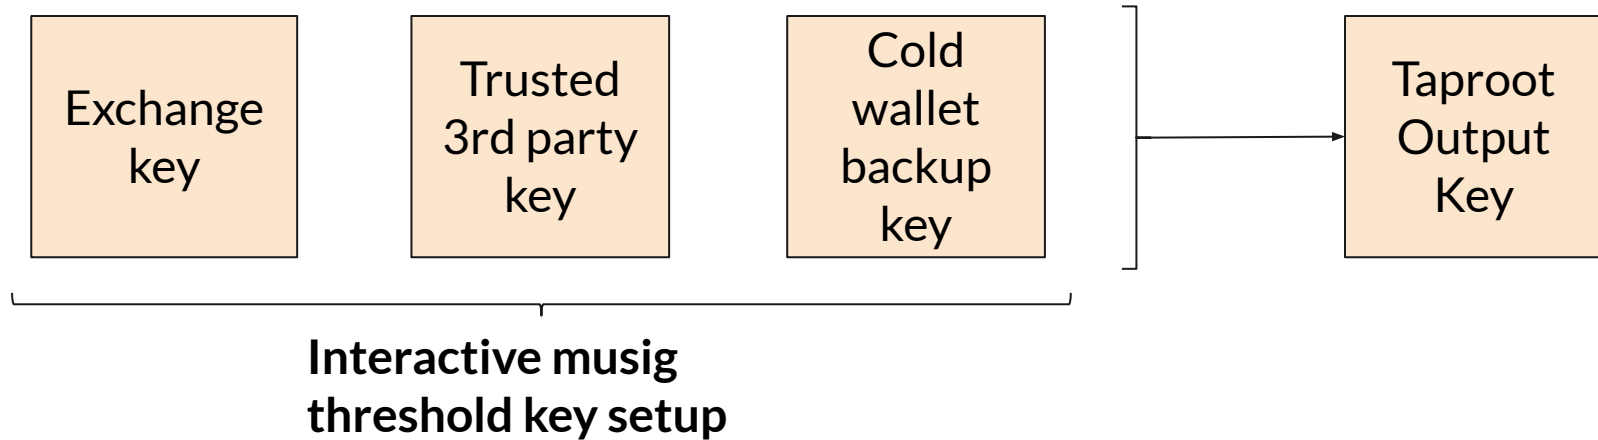 Exchange
key
Trusted
3rd party
key
Cold
wallet
backup
key
Taproot
Output
Key
Interactive musig
threshold key setup